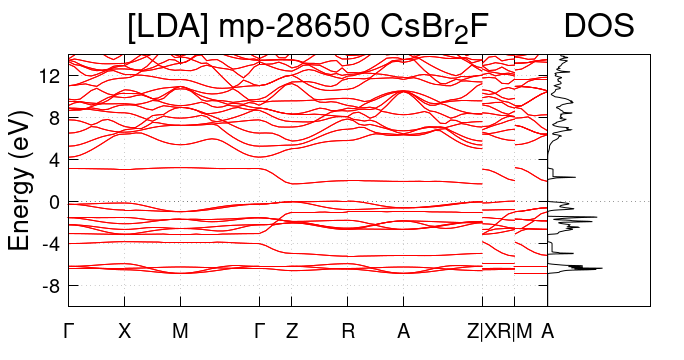 [LDA] mp-28650 CsBr₂F
DOS
Energy (eV)
12
8
4
0
-4
-8
Γ X M Γ Z R A Z|XR|M A